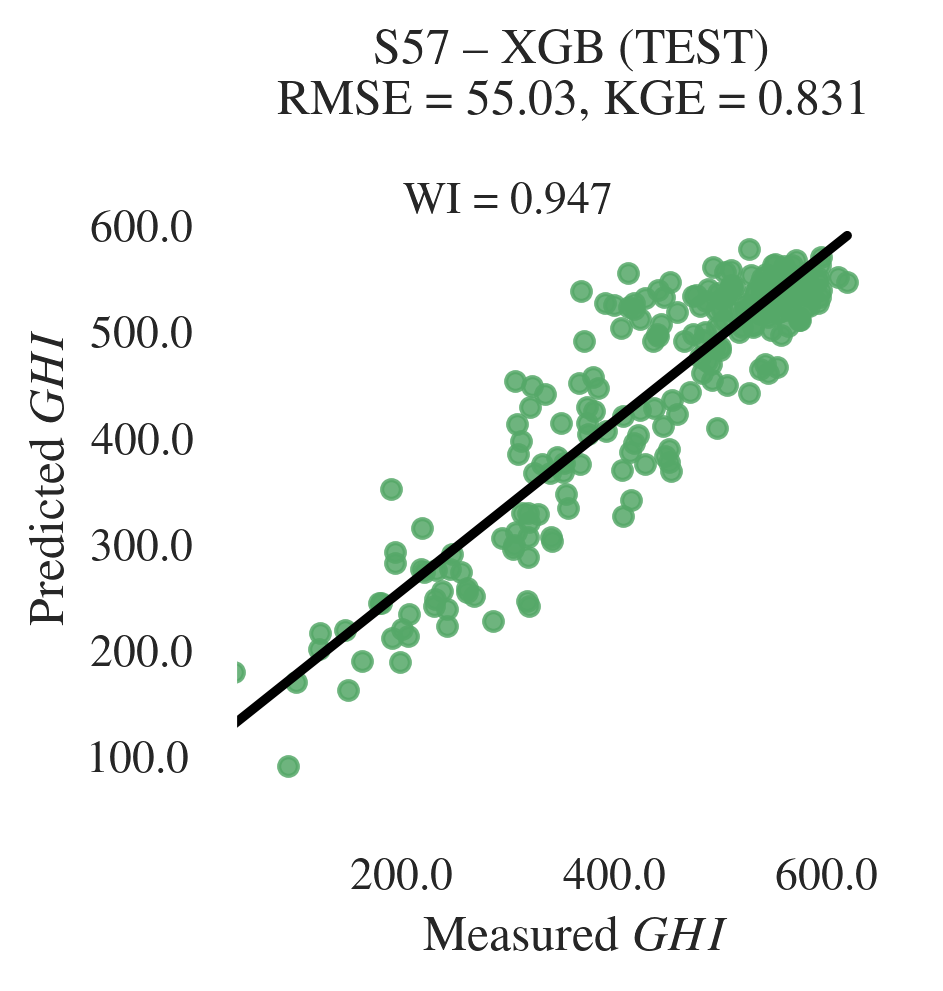 S57 – XGB (TEST)
RMSE = 55.03, KGE = 0.831
WI = 0.947
600.0
500.0
400.0
300.0
200.0
100.0
Predicted GHI
200.0 400.0 600.0
Measured GHI